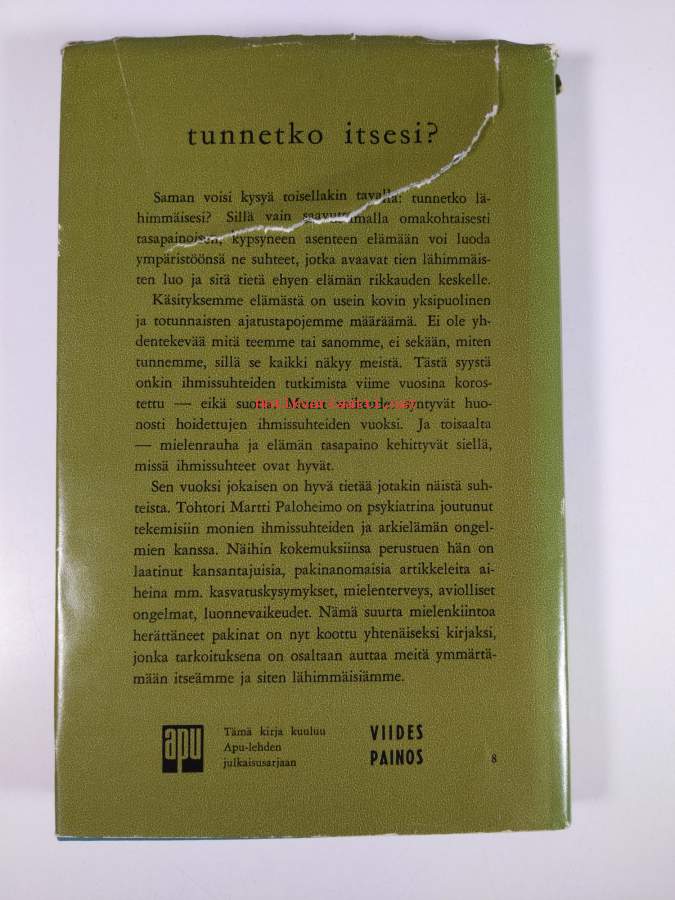 tunnetko itsesi?
Saman voisi kysyä toisellakin tavalla: tunnetko lä-
himmäisesi? Sillä vain saavuttamalla omakohtaisesti
tasapainoisen, kypsyneen asenteen elämään voi luoda
ympäristöönsä ne suhteet, jotka avaavat tien lähimmäis-
ten luo ja sitä tietä ehyen elämän rikkauden keskelle.
Käsityksemme elämästä on usein kovin yksipuolinen
ja totunnaisten ajatustapojemme määräämä. Ei ole yh-
dentekevää mitä teemme tai sanomme, ei sekään, miten
tunnemme, sillä se kaikki näkyy meistä. Tästä syystä
onkin ihmissuhteiden tutkimista viime vuosina koros-
tettu — eikä suotta. Monet vaikeudet syntyvät huo-
nosti hoidettujen ihmissuhteiden vuoksi. Ja toisaalta
— mielenrauha ja elämän tasapaino kehittyvät siellä,
missä ihmissuhteet ovat hyvät.
Sen vuoksi jokaisen on hyvä tietää jotakin näistä suh-
teista. Tohtori Martti Paloheimo on psykiatrina joutunut
tekemisiin monien ihmissuhteiden ja arkielämän ongel-
mien kanssa. Näihin kokemuksiinsa perustuen hän on
laatinut kansantajuisia, pakinanomaisia artikkeleita ai-
heina mm. kasvatuskysymykset, mielenterveys, aviolliset
ongelmat, luonnevaikeudet. Nämä suurta mielenkiintoa
herättäneet pakinat on nyt koottu yhtenäiseksi kirjaksi,
jonka tarkoituksena on osaltaan auttaa meitä ymmärtä-
mään itseämme ja siten lähimmäisiämme.
apu
Tämä kirja kuuluu
Apu-lehden
julkaisusarjaan
VIIDES
PAINOS
8